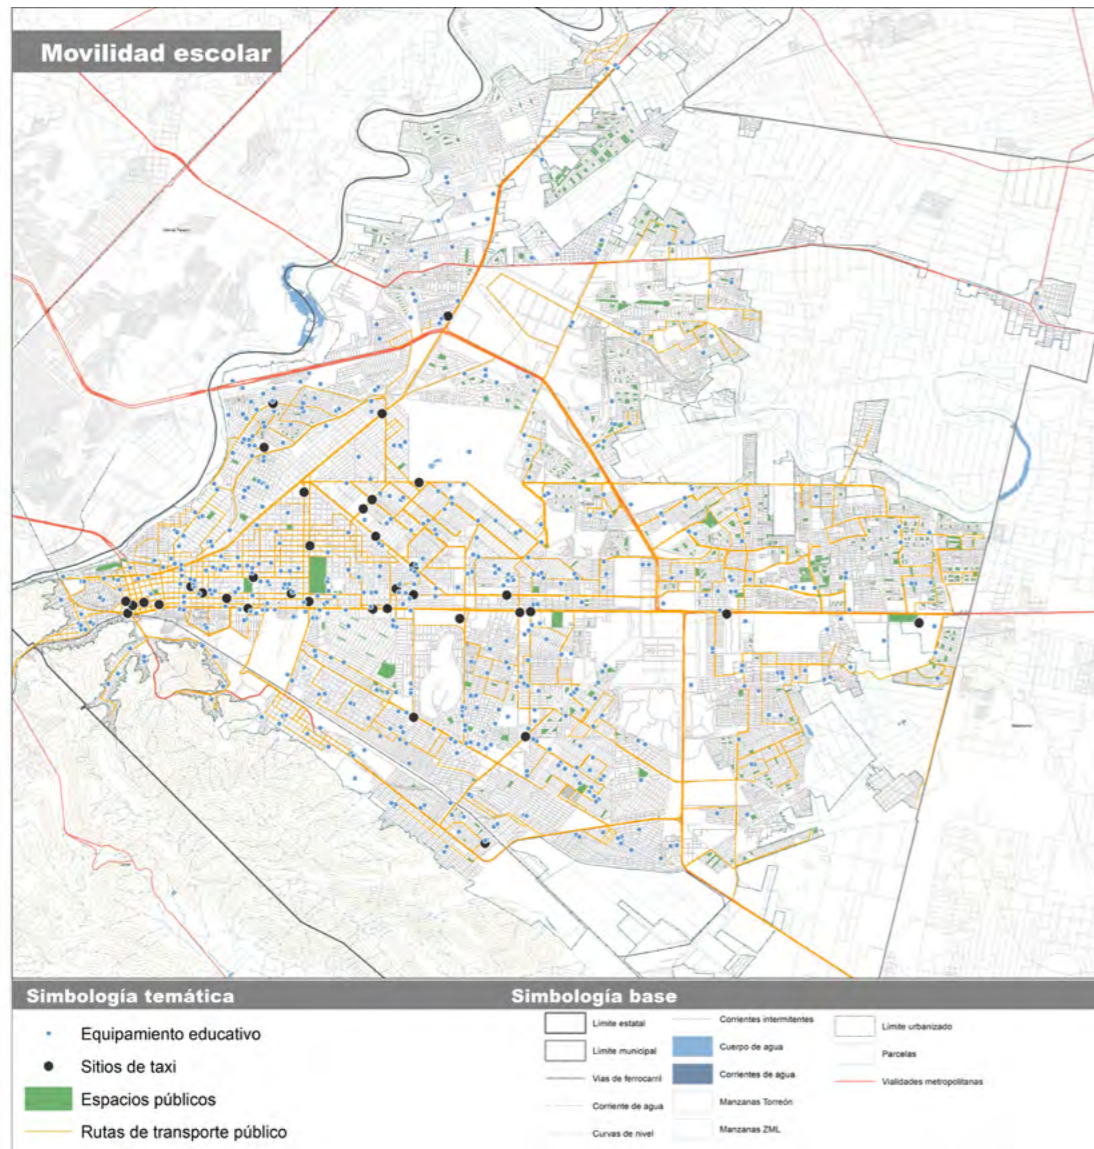 Movilidad escolar
Simbología temática
Equipamiento educativo
Sitios de taxi
Espacios públicos
Rutas de transporte público
Simbología base
Límite estatal
Límite municipal
Vías de ferrocarril
Corriente de agua
Curvas de nivel
Corrientes intermitentes
Cuerpo de agua
Corrientes de agua
Manzanas Torreón
Manzanas ZML
Límite urbanizado
Parcelas
Vialidades metropolitanas